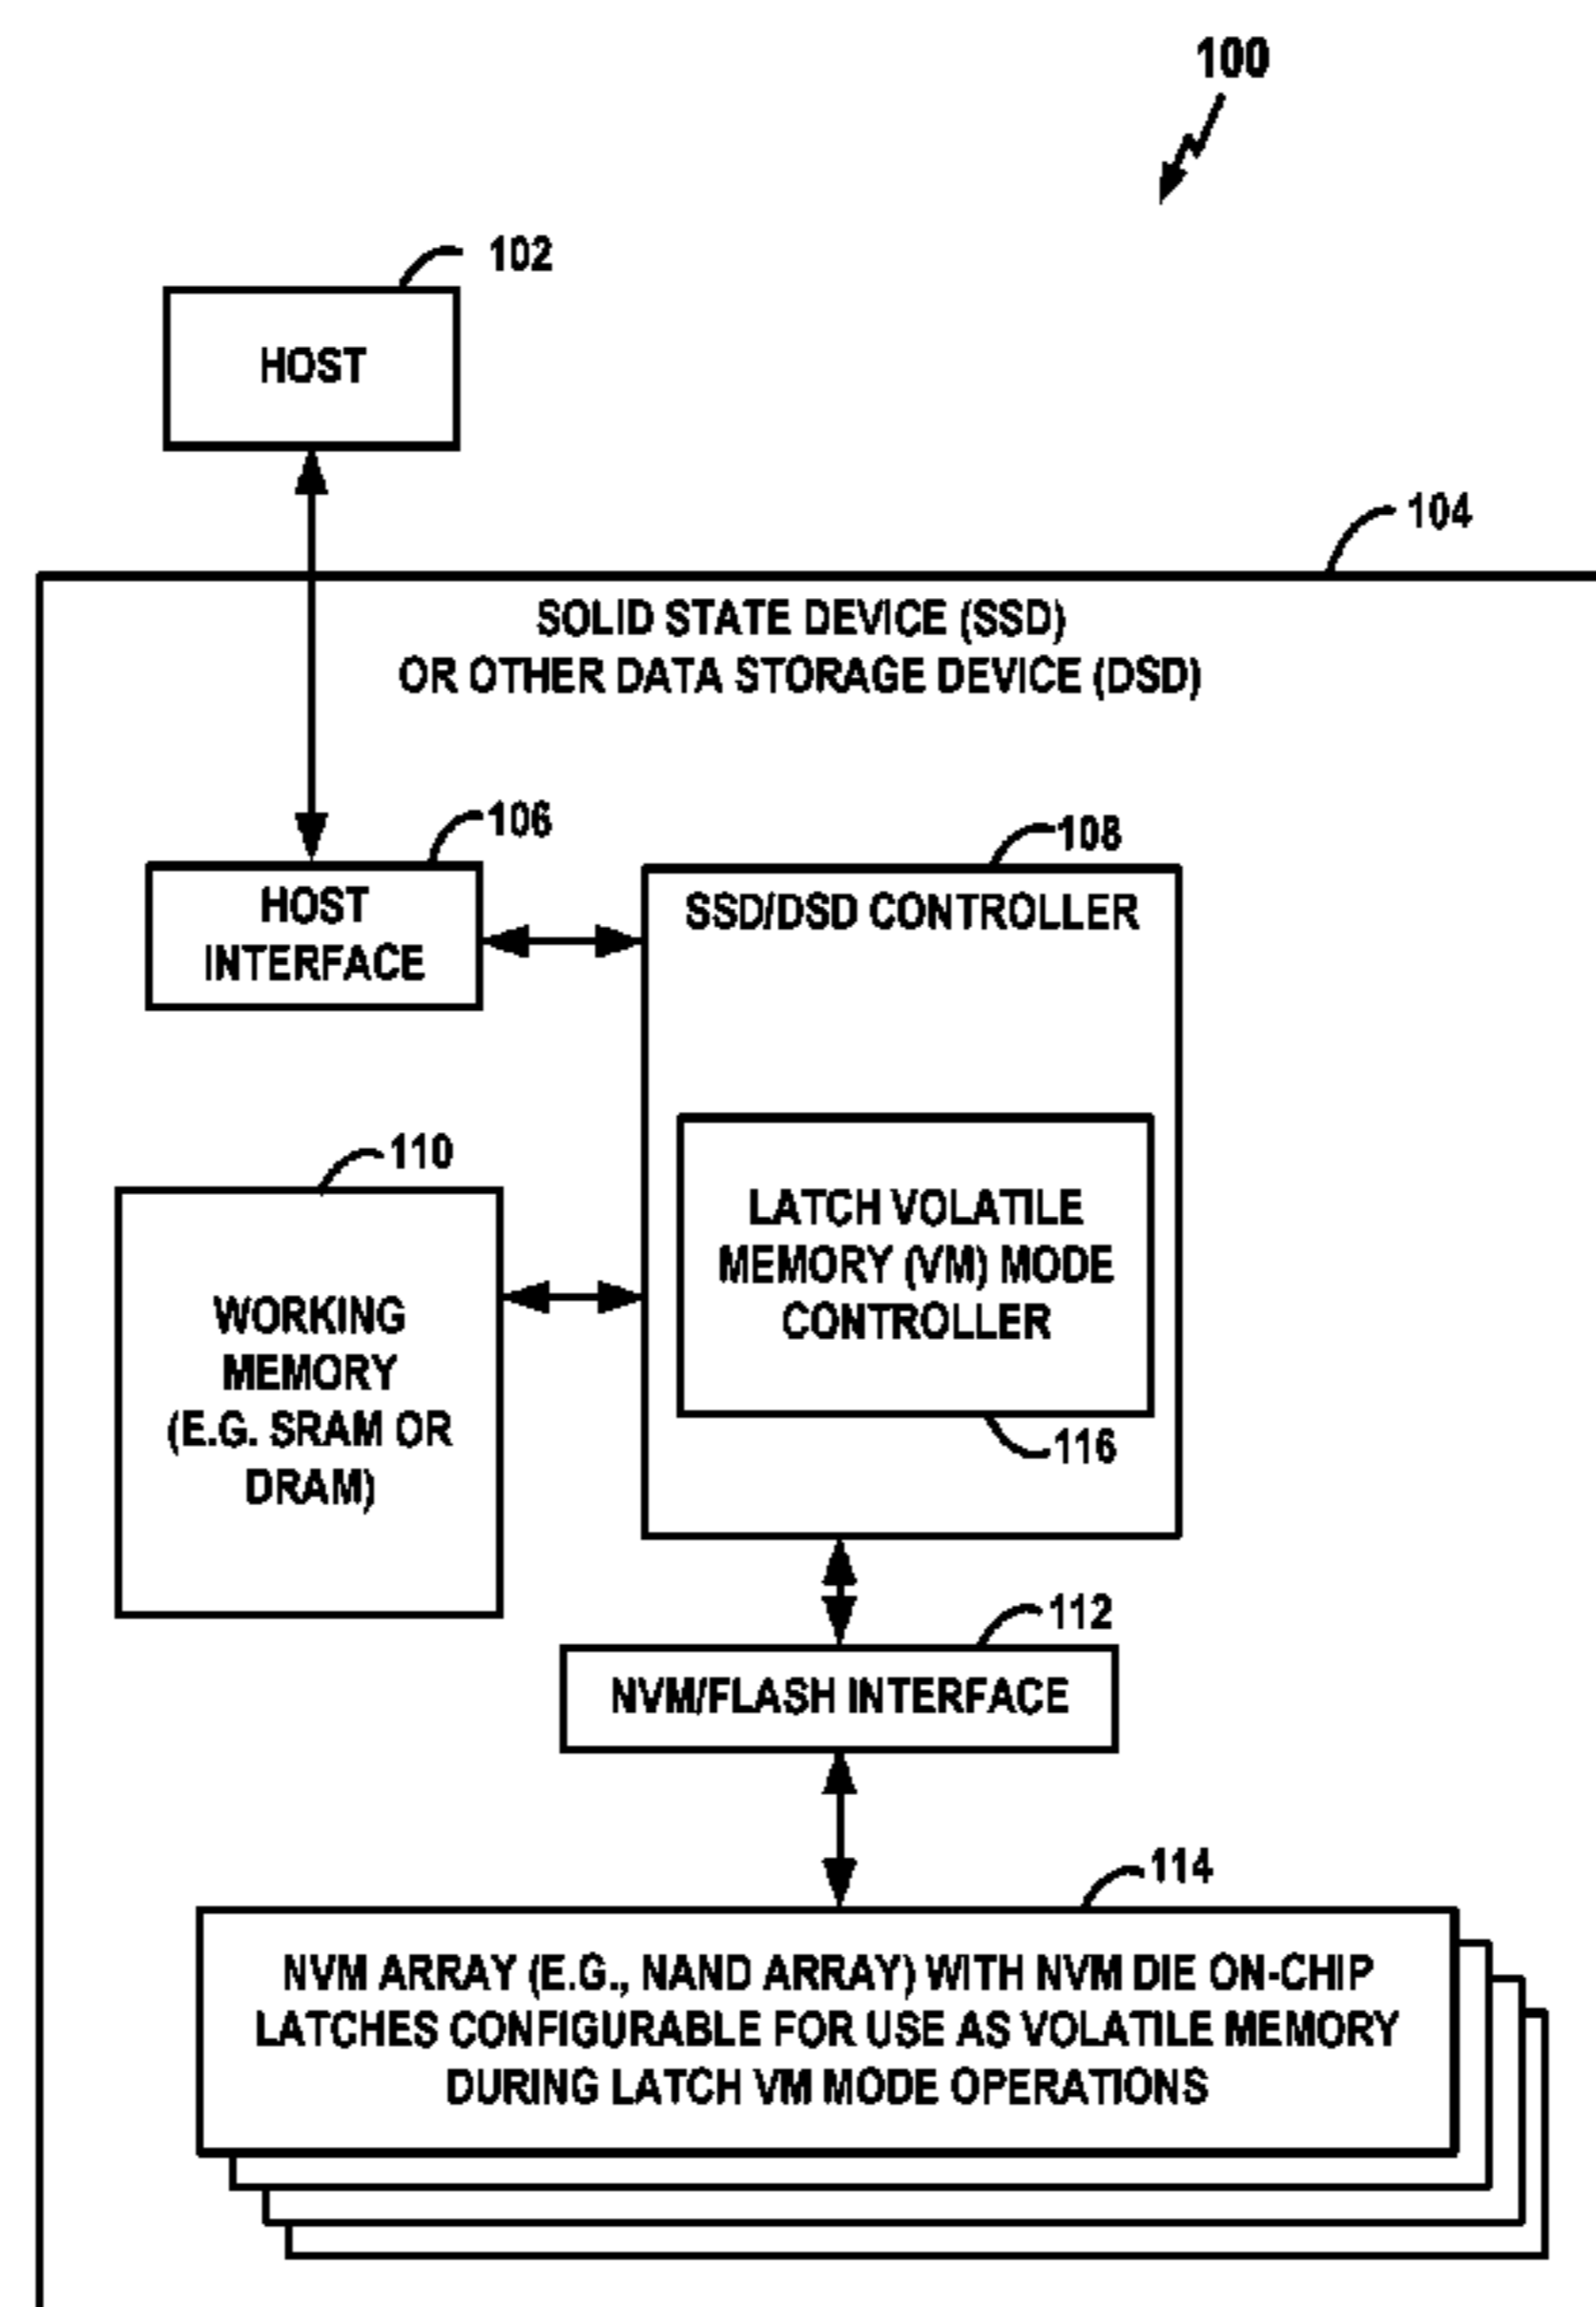 100
102
HOST
104
SOLID STATE DEVICE (SSD)
OR OTHER DATA STORAGE DEVICE (DSD)
106
HOST
INTERFACE
108
SSD/DSD CONTROLLER
110
WORKING
MEMORY
(E.G. SRAM OR
DRAM)
LATCH VOLATILE
MEMORY (VM) MODE
CONTROLLER
116
112
NVM/FLASH INTERFACE
114
NVM ARRAY (E.G., NAND ARRAY) WITH NVM DIE ON-CHIP
LATCHES CONFIGURABLE FOR USE AS VOLATILE MEMORY
DURING LATCH VM MODE OPERATIONS